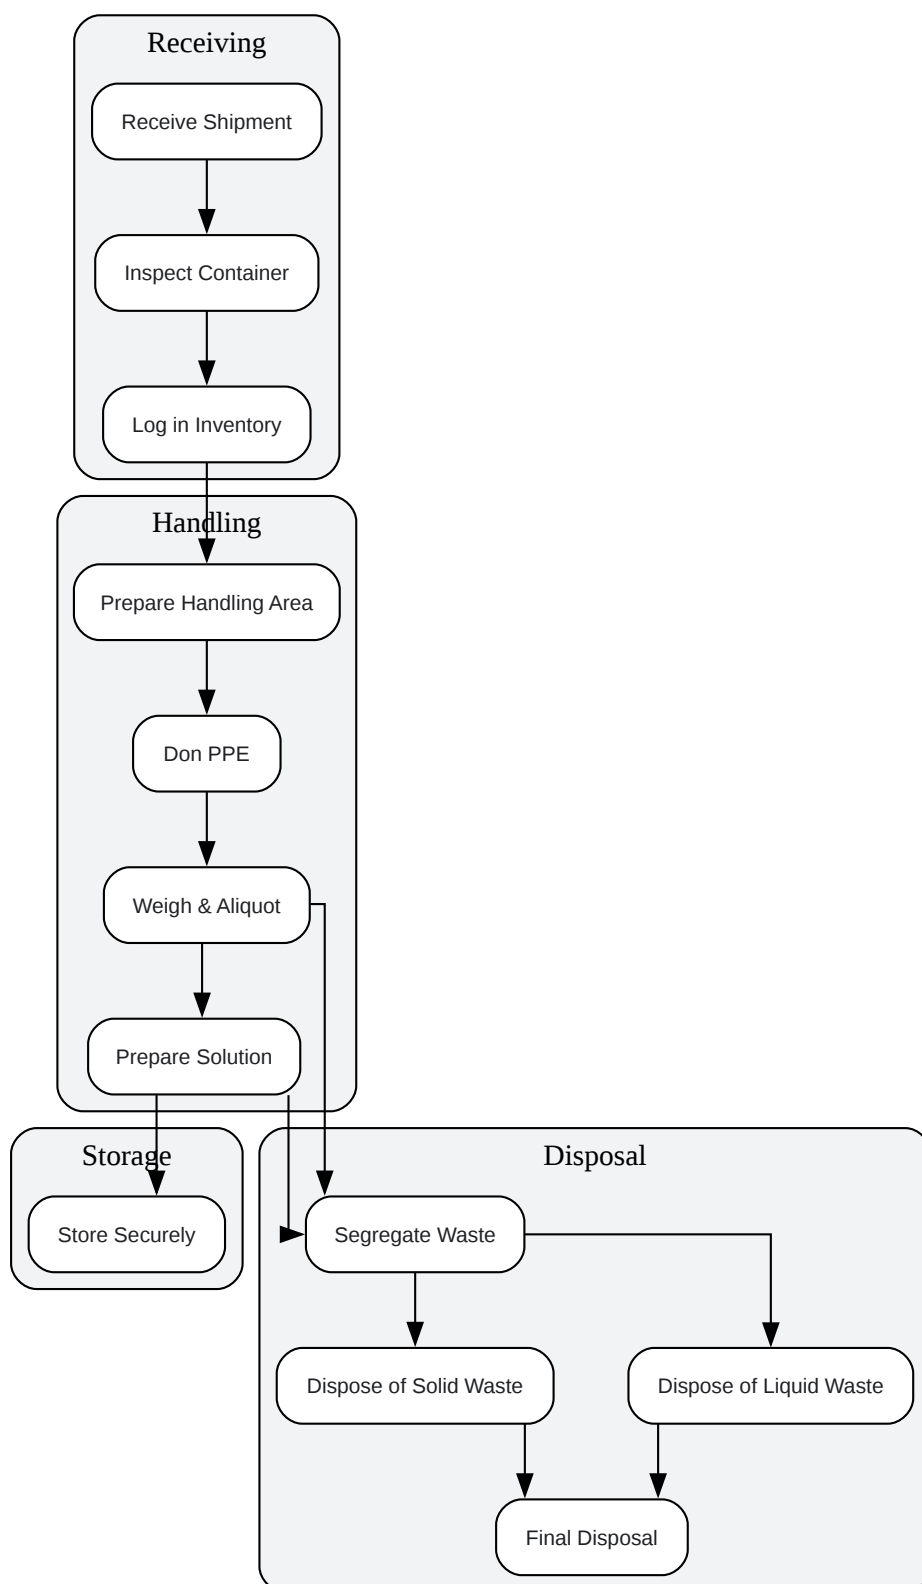 Receiving
Receive Shipment
Inspect Container
Log in Inventory
Handling
Prepare Handling Area
Don PPE
Weigh & Aliquot
Prepare Solution
Storage
Store Securely
Disposal
Segregate Waste
Dispose of Solid Waste
Dispose of Liquid Waste
Final Disposal